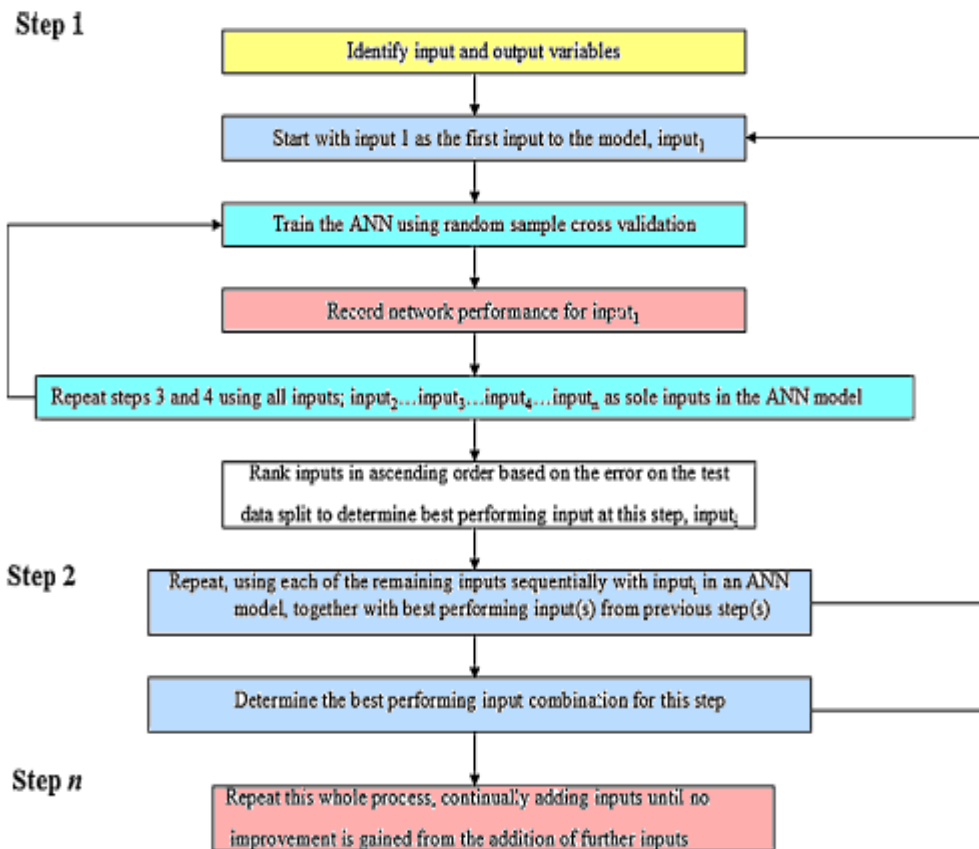 Step 1
Identify input and output variables
Start with input 1 as the first input to the model, input₁
Train the ANN using random sample cross validation
Record network performance for input₁
Repeat steps 3 and 4 using all inputs; input₂…input₃…input₄…inputₙ as sole inputs in the ANN model
Rank inputs in ascending order based on the error on the test
data split to determine best performing input at this step, inputᵢ
Step 2
Repeat, using each of the remaining inputs sequentially with inputᵢ in an ANN
model, together with best performing input(s) from previous step(s)
Determine the best performing input combination for this step
Step n
Repeat this whole process, continually adding inputs until no
improvement is gained from the addition of further inputs